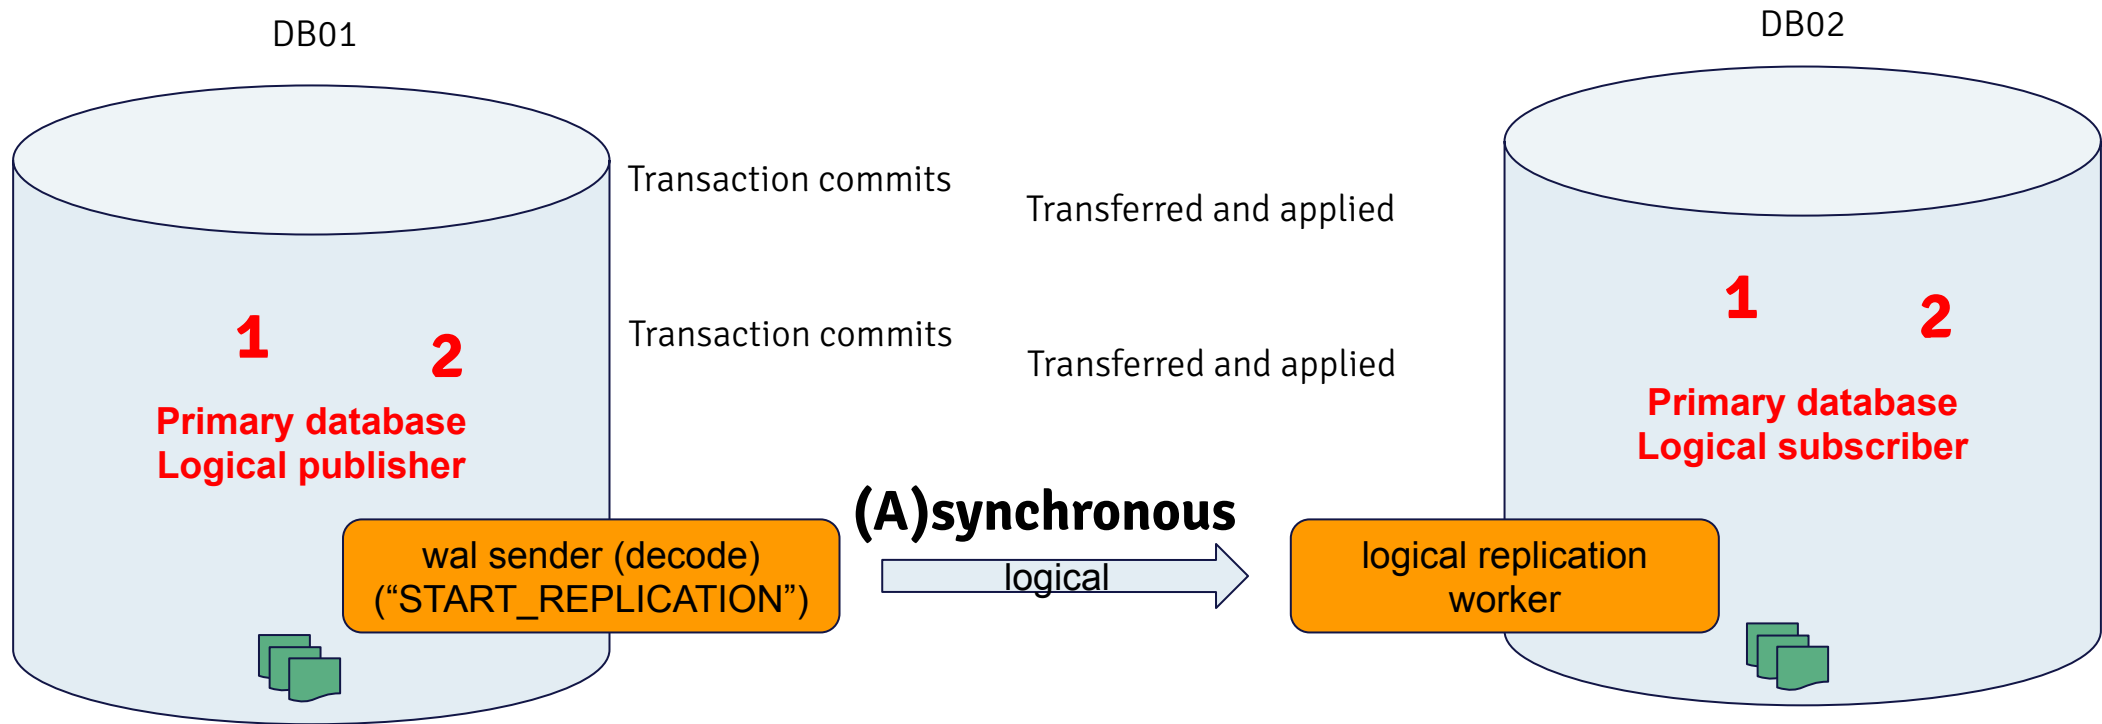 DB01
DB02
Transaction commits
Transferred and applied
1
2
Transaction commits
Transferred and applied
1
2
Primary database
Logical publisher
Primary database
Logical subscriber
(A)synchronous
wal sender (decode)
(“START_REPLICATION”)
logical
logical replication
worker